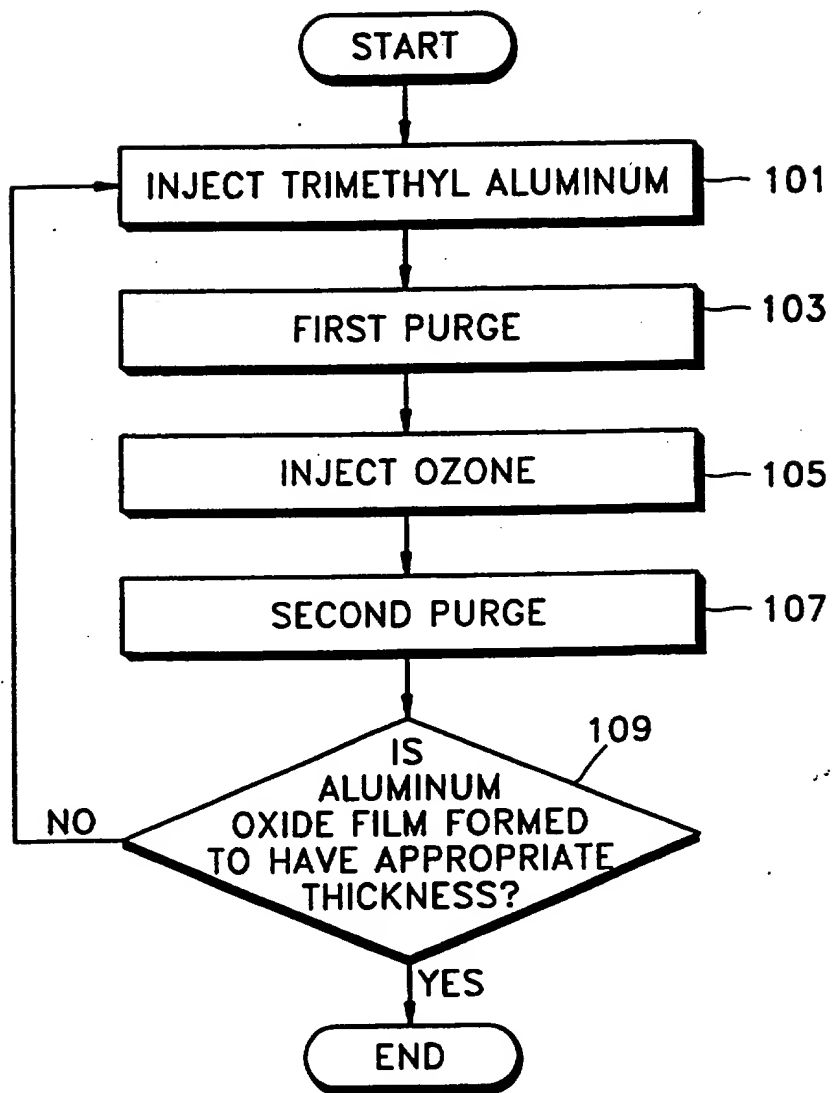 START
INJECT TRIMETHYL ALUMINUM
101
FIRST PURGE
103
INJECT OZONE
105
SECOND PURGE
107
109
IS
ALUMINUM
OXIDE FILM FORMED
TO HAVE APPROPRIATE
THICKNESS?
NO
YES
END